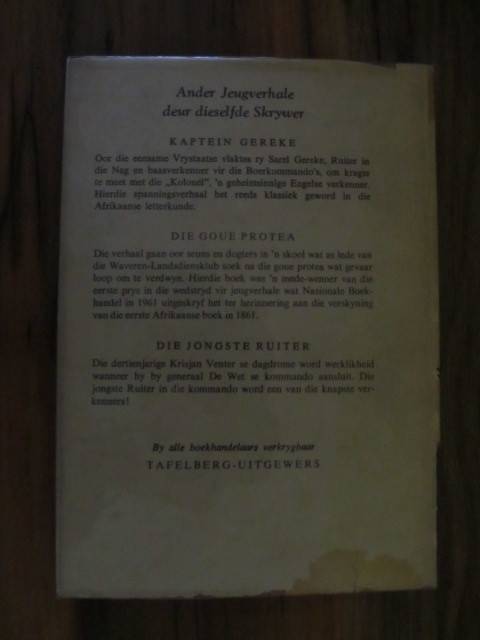 Ander Jeugverhale
deur dieselfde Skrywer
KAPTEIN GEREKE
Oor die eensame Vrystaatse vlaktes ry Sarel Gereke, Ruiter in
die Nag en baasverkenner vir die Boerkommando's, om kragte
te meet met die „Kolonel", 'n geheimsinnige Engelse verkenner.
Hierdie spanningsverhaal het reeds klassiek geword in die
Afrikaanse letterkunde.
DIE GOUE PROTEA
Die verhaal gaan oor seuns en dogters in 'n skool wat as lede van
die Waveren-Landsdiensklub soek na die goue protea wat gevaar
loop om te verdwyn. Hierdie boek was 'n mede-wenner van die
eerste prys in die wedstryd vir jeugverhale wat Nasionale Boek-
handel in 1961 uitgeskryf het ter herinnering aan die verskyning
van die eerste Afrikaanse boek in 1861.
DIE JONGSTE RUITER
Die dertienjarige Krisjan Venter se dagdrome word werklikheid
wanneer hy by generaal De Wet se kommando aansluit. Die
jongste Ruiter in die kommando word een van die knapste ver-
kenners!
By alle boekhandelaars verkrygbaar
TAFELBERG-UITGEWERS